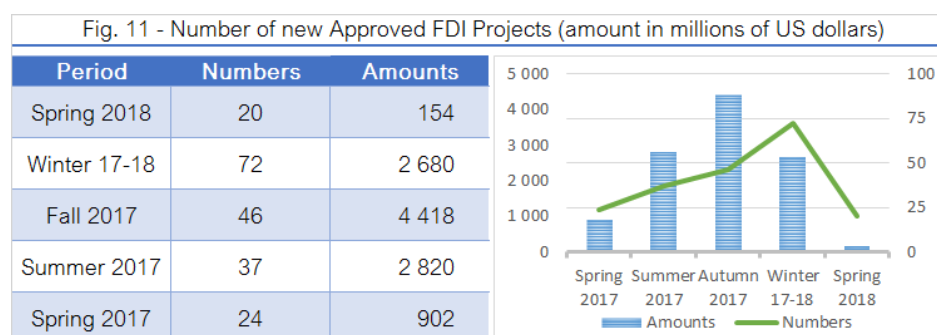 Fig. 11 - Number of new Approved FDI Projects (amount in millions of US dollars)
Period Numbers Amounts
Spring 2018 20 154
Winter 17-18 72 2 680
Fall 2017 46 4 418
Summer 2017 37 2 820
Spring 2017 24 902
5 000 100
4 000 75
3 000
50
2 000
1 000 25
0 0
Spring Summer Autumn Winter Spring
2017 2017 2017 17-18 2018
Amounts Numbers